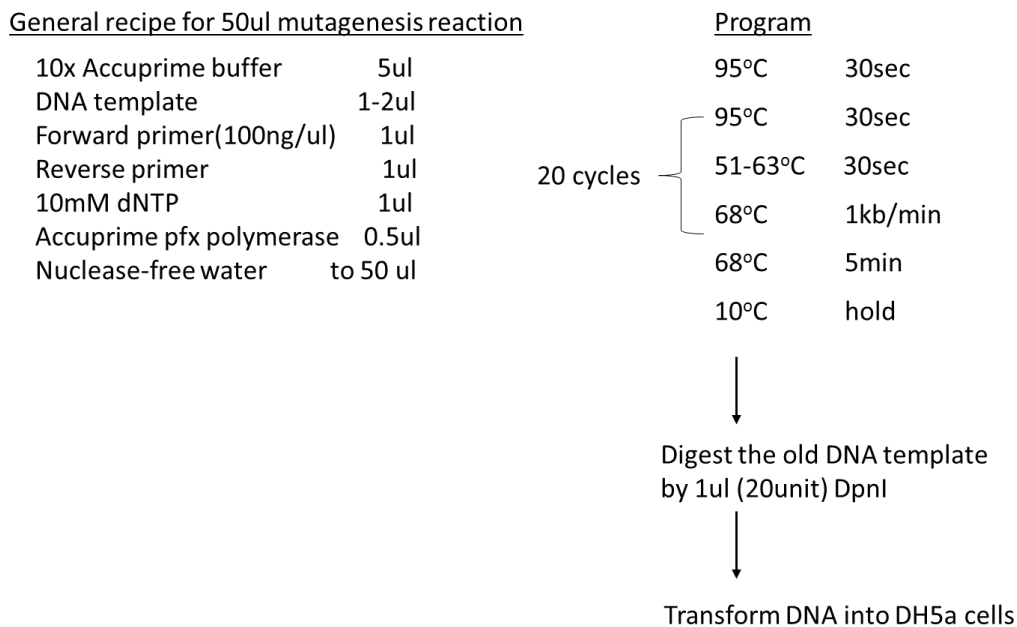 General recipe for 50ul mutagenesis reaction
10x Accuprime buffer 5ul
DNA template 1-2ul
Forward primer(100ng/ul) 1ul
Reverse primer 1ul
10mM dNTP 1ul
Accuprime pfx polymerase 0.5ul
Nuclease-free water to 50 ul
Program
95°C 30sec
95°C 30sec
20 cycles 51-63°C 30sec
68°C 1kb/min
68°C 5min
10°C hold
Digest the old DNA template
by 1ul (20unit) DpnI
Transform DNA into DH5a cells